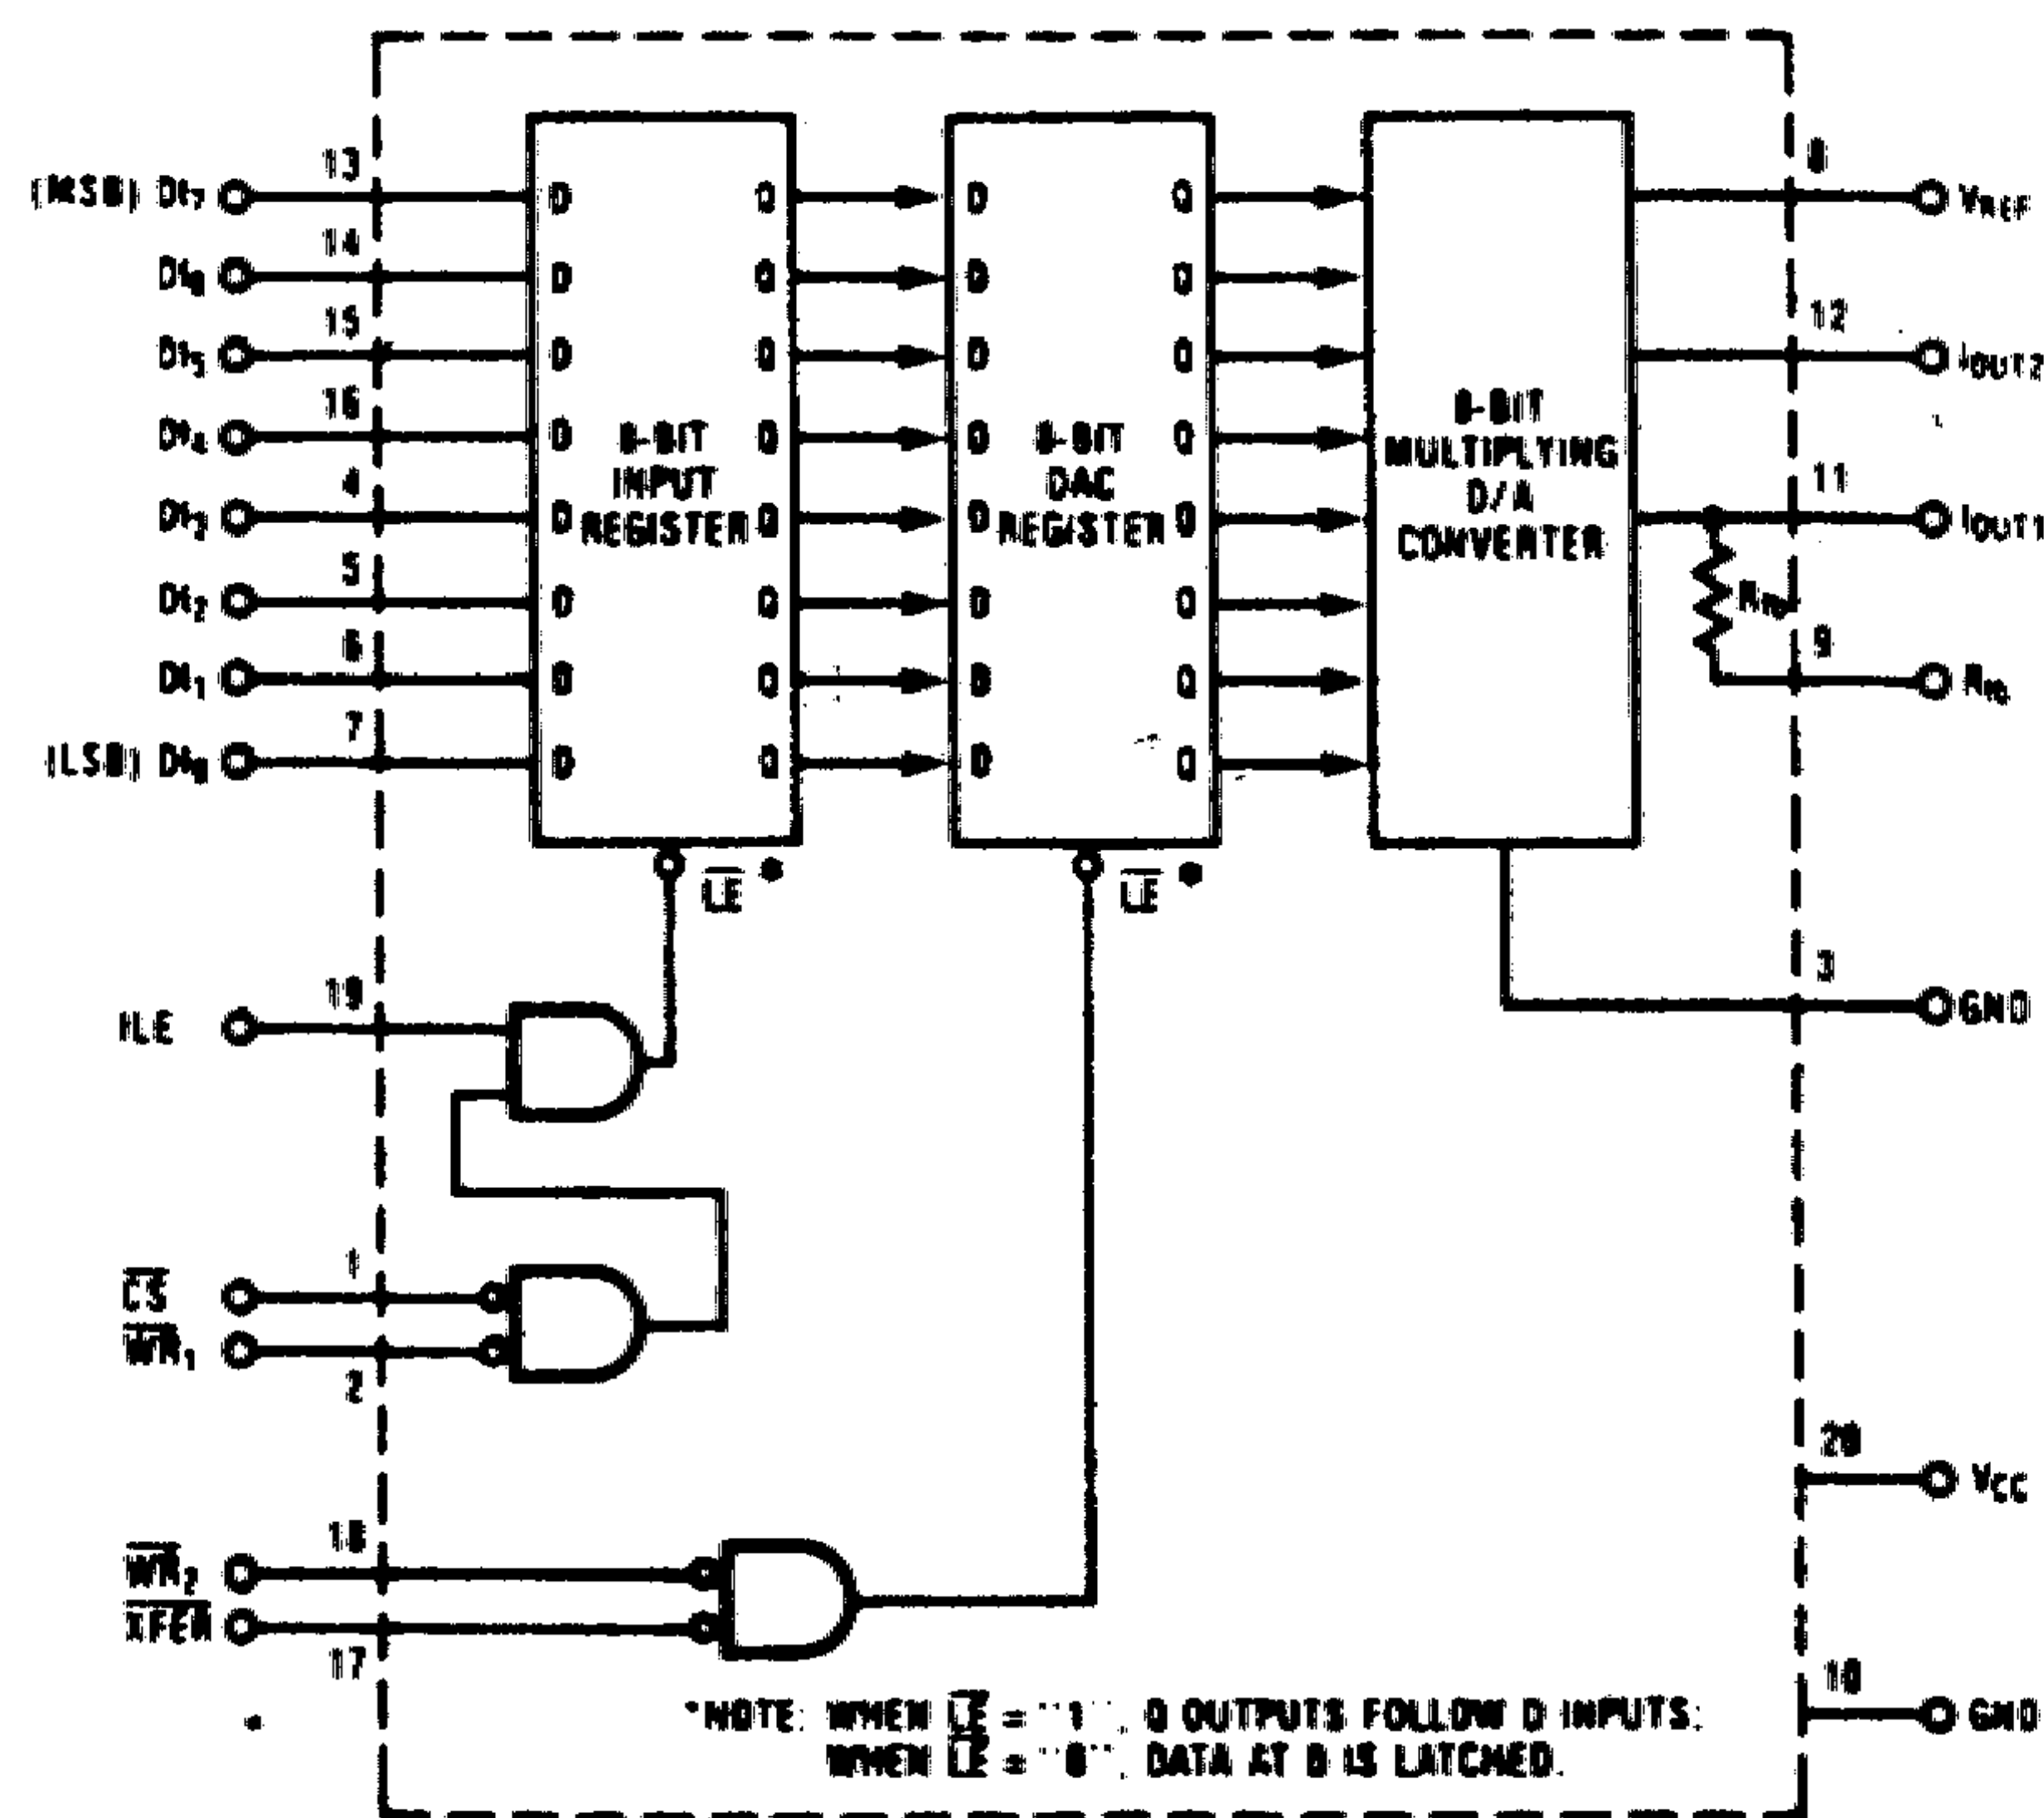 13
(MSB) DI7
14
DI6
15
DI5
16
DI4
4
DI3
5
DI2
6
DI1
7
(LSB) DI0
D Q D Q
D Q D Q
D Q D Q
D Q D Q
D Q D Q
D Q D Q
D Q D Q
D Q D Q
8-BIT
INPUT
REGISTER
8-BIT
DAC
REGISTER
8-BIT
MULTIPLYING
D/A
CONVERTER
8
VREF
12
IOUT2
11
IOUT1
Rfb
9
Rfb
LE *
LE *
3
GND
19
ILE
1
CS
WR1
2
20
VCC
18
WR2
XFER
17
10
GND
*NOTE: WHEN LE = "1", Q OUTPUTS FOLLOW D INPUTS.
WHEN LE = "0", DATA AT D IS LATCHED.